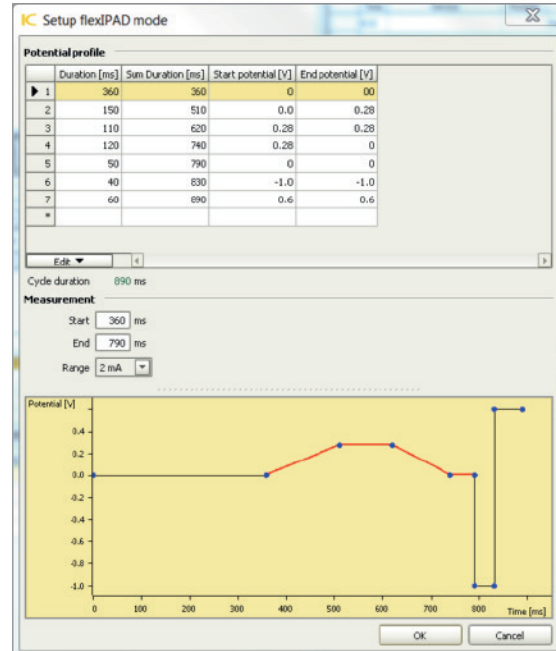 IC Setup flexIPAD mode
Potential profile
Duration [ms] Sum Duration [ms] Start potential [V] End potential [V]
1 360 360 0 00
2 150 510 0.0 0.28
3 110 620 0.28 0.28
4 120 740 0.28 0
5 50 790 0 0
6 40 830 -1.0 -1.0
7 60 890 0.6 0.6
*
Edit
Cycle duration 890 ms
Measurement
Start 360 ms
End 790 ms
Range 2 mA
Potential [V]
0.4
0.2
0.0
-0.2
-0.4
-0.6
-0.8
-1.0
0 100 200 300 400 500 600 700 800 Time [ms]
OK Cancel